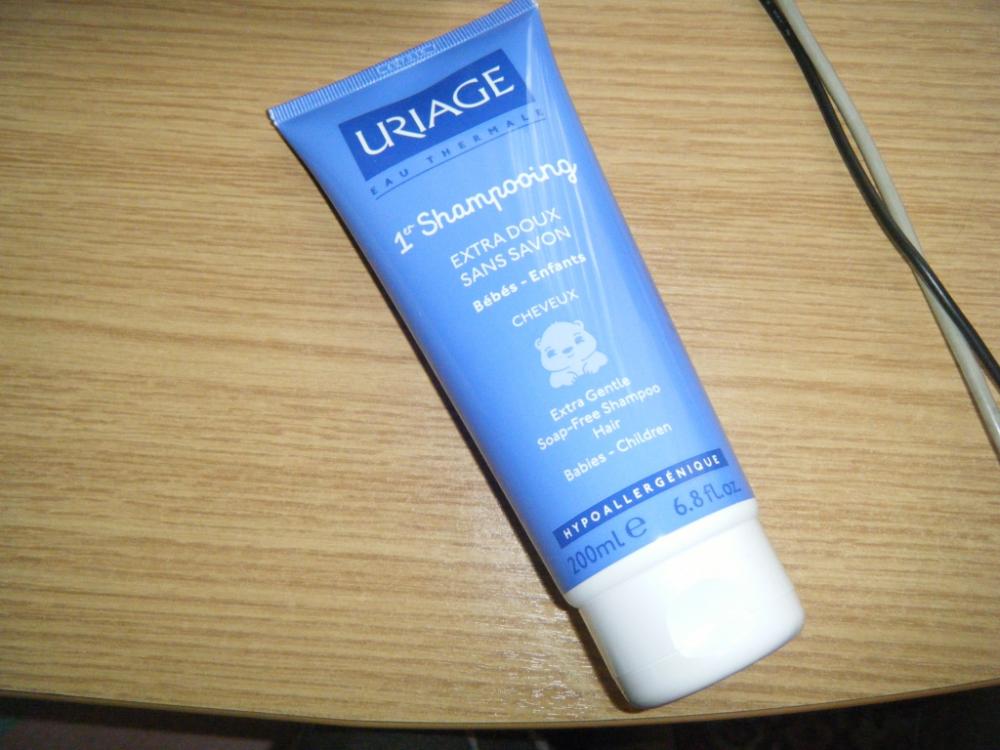 URIAGE
EAU THERMALE
1er Shampooing
EXTRA DOUX
SANS SAVON
Bébés - Enfants
CHEVEUX
Extra Gentle
Soap-Free Shampoo
Hair
Babies - Children
HYPOALLERGÉNIQUE
200ml e 6.8 fl.oz